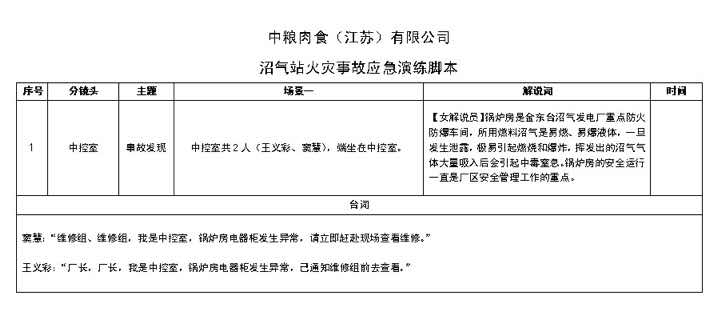 中粮肉食（江苏）有限公司
沼气站火灾事故应急演练脚本
序号 分镜头 主题 场景一 解说词 时间
1 中控室 事故发现 中控室共2人（王义彩、窦慧），端坐在中控室。
【女解说员】锅炉房是金东台沼气发电厂重点防火
防爆车间，所用燃料沼气是易燃、易爆液体，一旦
发生泄露，极易引起燃烧和爆炸，挥发出的沼气气
体大量吸入后会引起中毒窒息。锅炉房的安全运行
一直是厂区安全管理工作的重点。
台词
窦慧：“维修组、维修组，我是中控室，锅炉房电器柜发生异常，请立即赶赴现场查看维修。”
王义彩：“厂长，厂长，我是中控室，锅炉房电器柜发生异常，已通知维修组前去查看。”